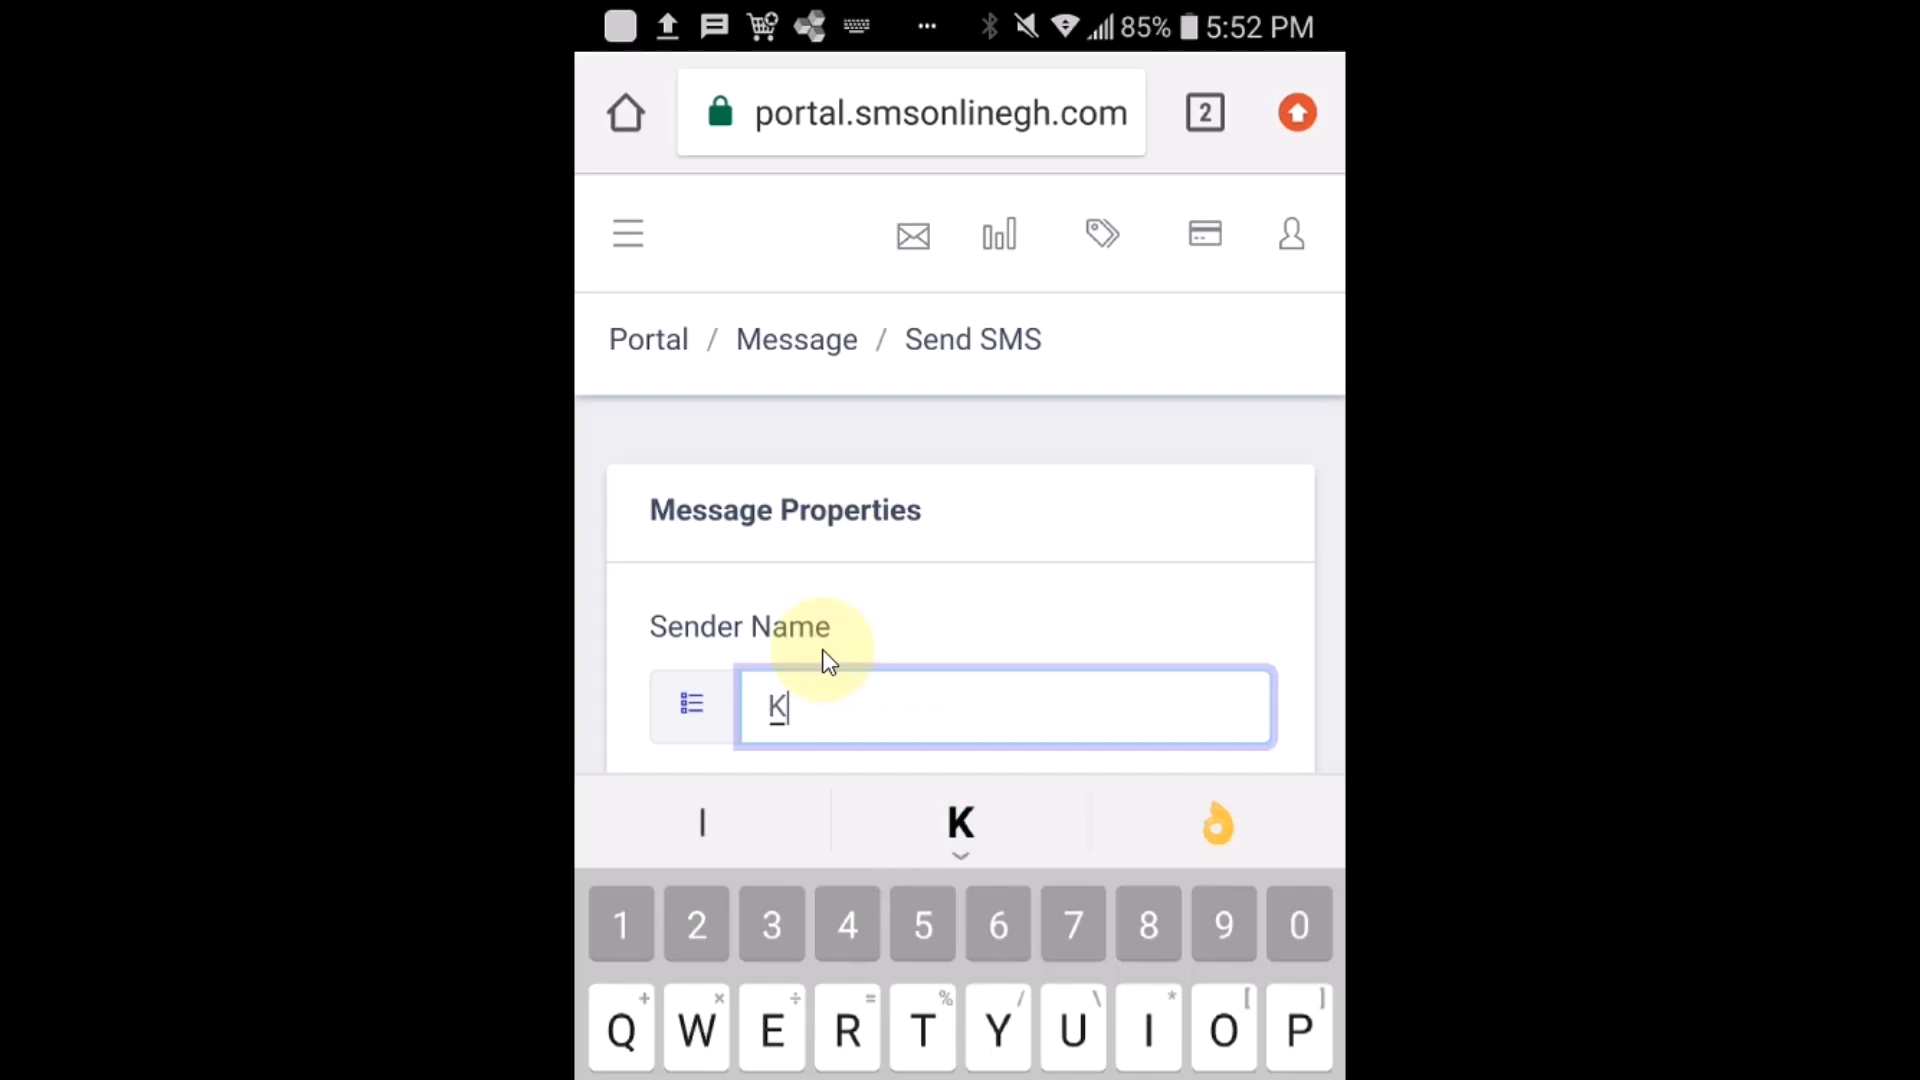 85% 5:52 PM
portal.smsonlinegh.com 2
Portal / Message / Send SMS
Message Properties
Sender Name
K
I K
1 2 3 4 5 6 7 8 9 0
+ × ÷ = % / \ * [ ]
Q W E R T Y U I O P